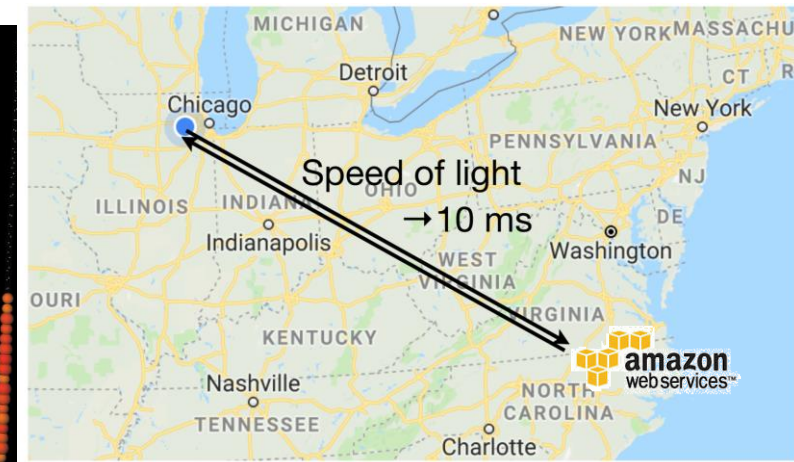 MICHIGAN
NEW YORK
MASSACHU
Detroit
CT
R
Chicago
New York
PENNSYLVANIA
Speed of light
NJ
OHIO
ILLINOIS
INDIANA
→10 ms
DE
Indianapolis
Washington
WEST
VIRGINIA
OURI
VIRGINIA
KENTUCKY
amazon
web services™
Nashville
NORTH
CAROLINA
TENNESSEE
Charlotte